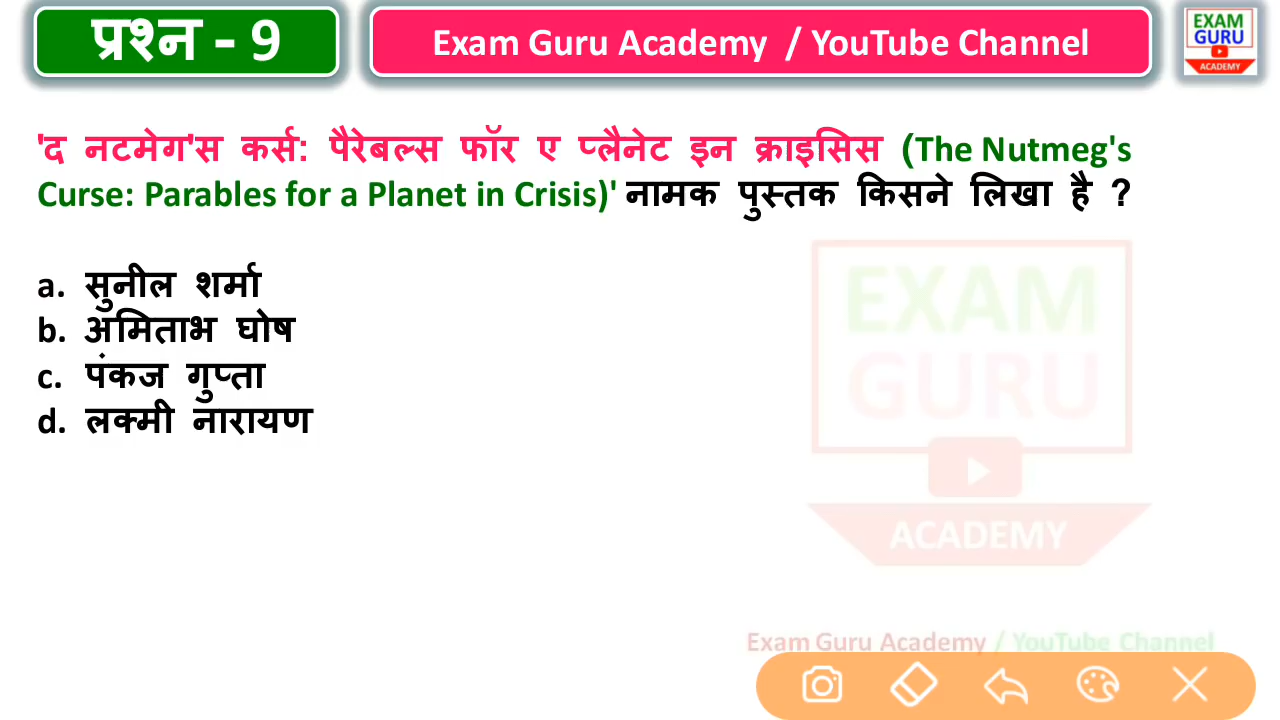 प्रश्न - 9
Exam Guru Academy / YouTube Channel
EXAM
GURU
ACADEMY
'द नटमेग'स कर्स: पैरेबल्स फॉर ए प्लैनेट इन क्राइसिस (The Nutmeg's
Curse: Parables for a Planet in Crisis)' नामक पुस्तक किसने लिखा है ?
a. सुनील शर्मा
b. अमिताभ घोष
c. पंकज गुप्ता
d. लक्मी नारायण
EXAM
GURU
ACADEMY
Exam Guru Academy / YouTube Channel